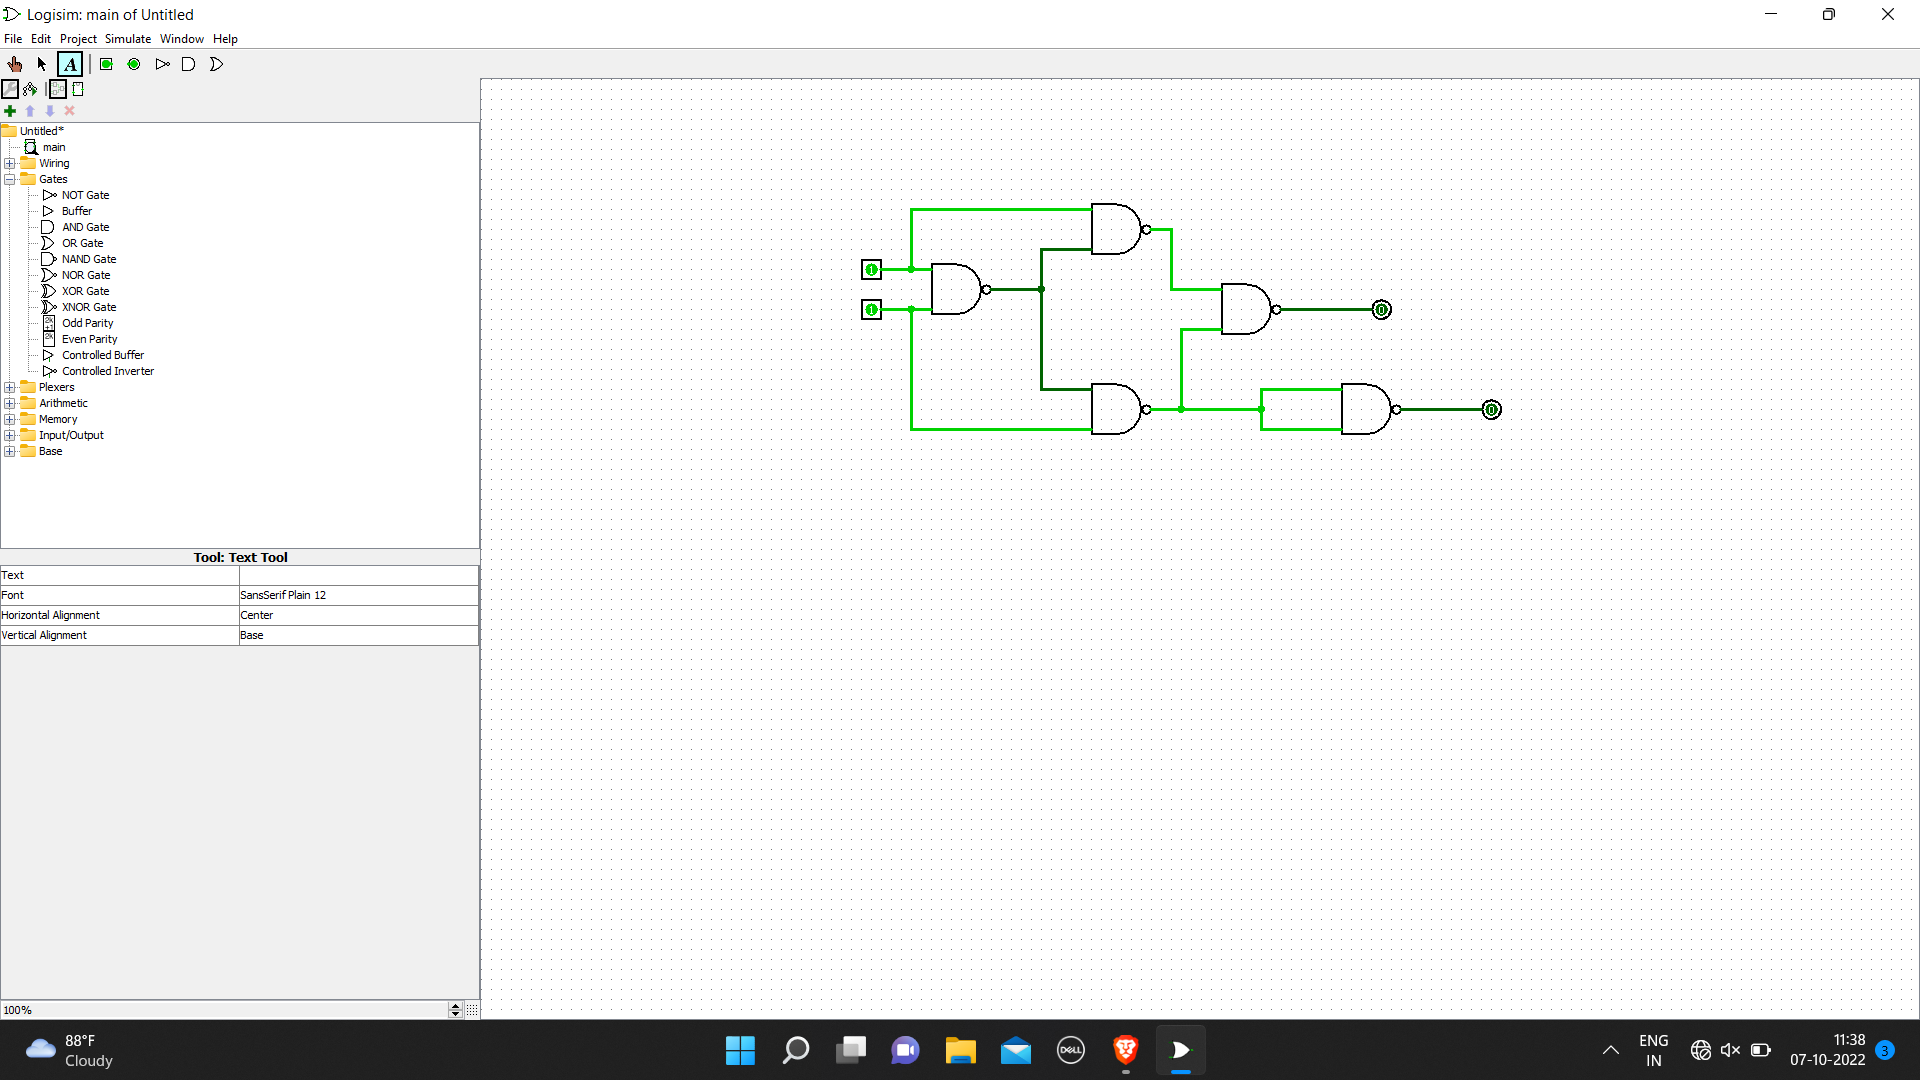 Logisim: main of Untitled
File Edit Project Simulate Window Help
A
Untitled*
main
Wiring
Gates
NOT Gate
Buffer
AND Gate
OR Gate
NAND Gate
NOR Gate
XOR Gate
XNOR Gate
Odd Parity
Even Parity
Controlled Buffer
Controlled Inverter
Plexers
Arithmetic
Memory
Input/Output
Base
1
1
0
0
Tool: Text Tool
Text
Font SansSerif Plain 12
Horizontal Alignment Center
Vertical Alignment Base
100%
88°F
Cloudy
DELL
ENG
IN
11:38
07-10-2022
3